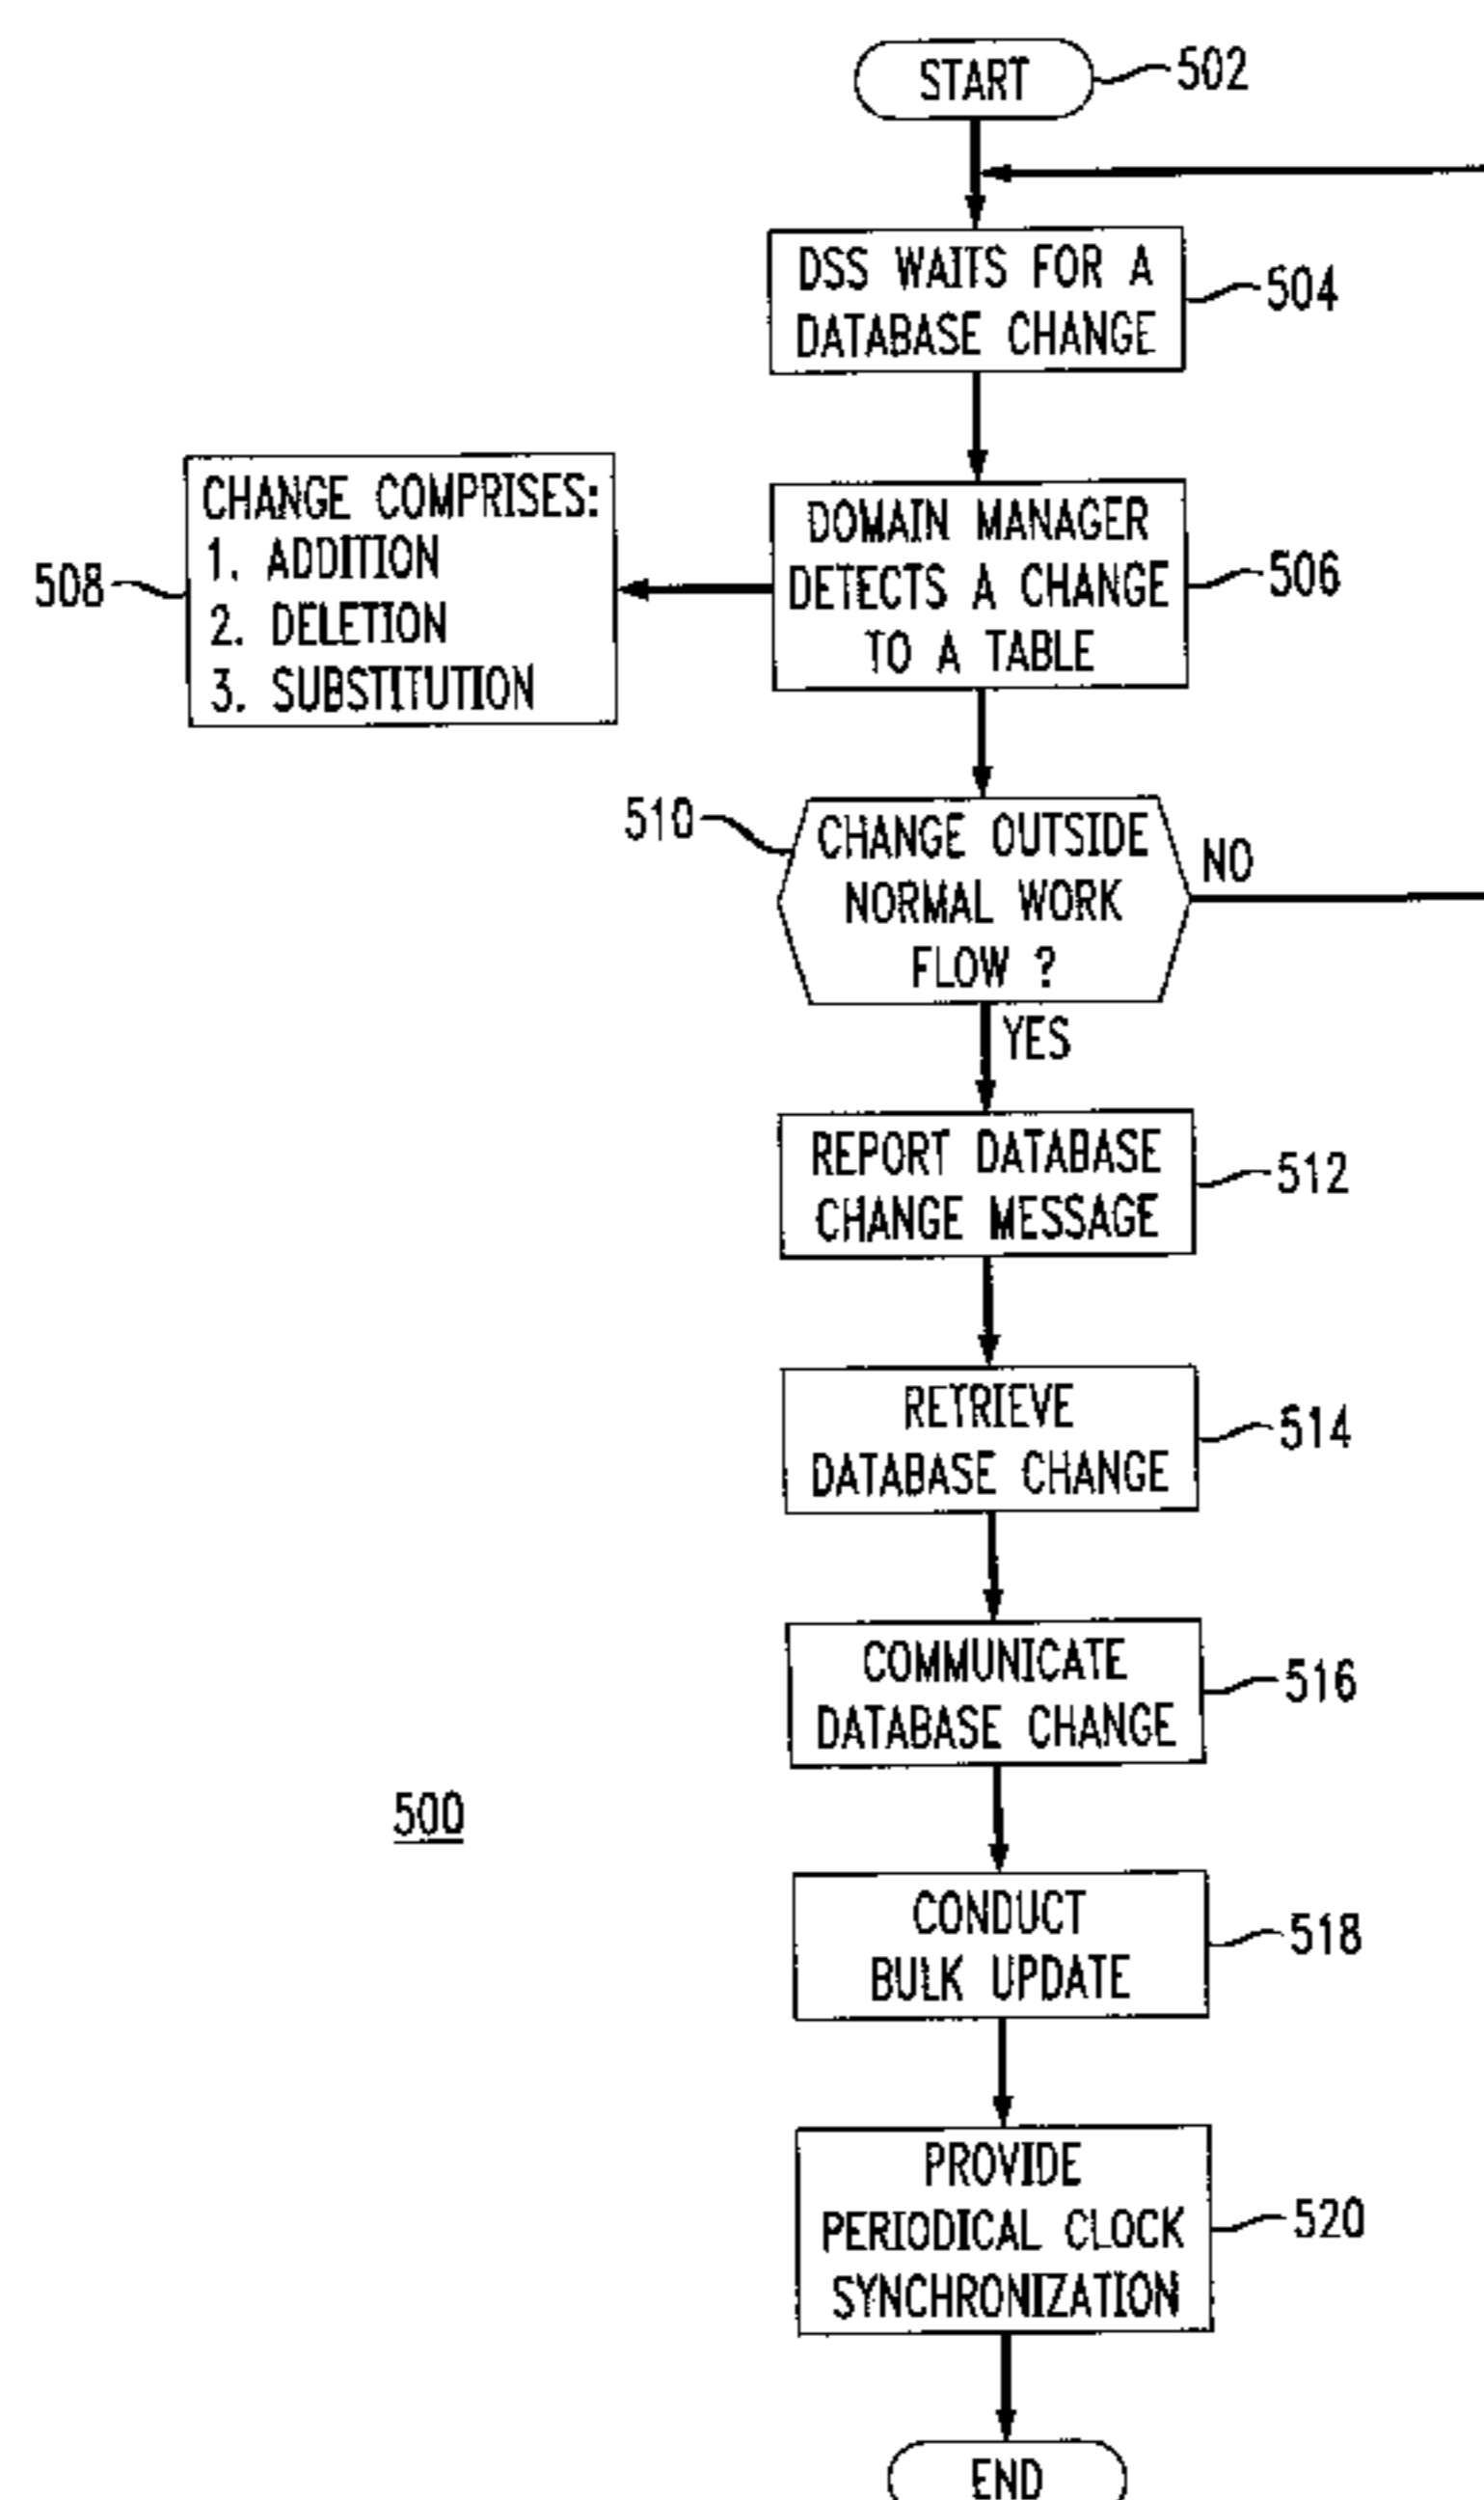 START
502
DSS WAITS FOR A
DATABASE CHANGE
504
CHANGE COMPRISES:
1. ADDITION
2. DELETION
3. SUBSTITUTION
508
DOMAIN MANAGER
DETECTS A CHANGE
TO A TABLE
506
510
CHANGE OUTSIDE
NORMAL WORK
FLOW ?
NO
YES
REPORT DATABASE
CHANGE MESSAGE
512
RETRIEVE
DATABASE CHANGE
514
COMMUNICATE
DATABASE CHANGE
516
500
CONDUCT
BULK UPDATE
518
PROVIDE
PERIODICAL CLOCK
SYNCHRONIZATION
520
END